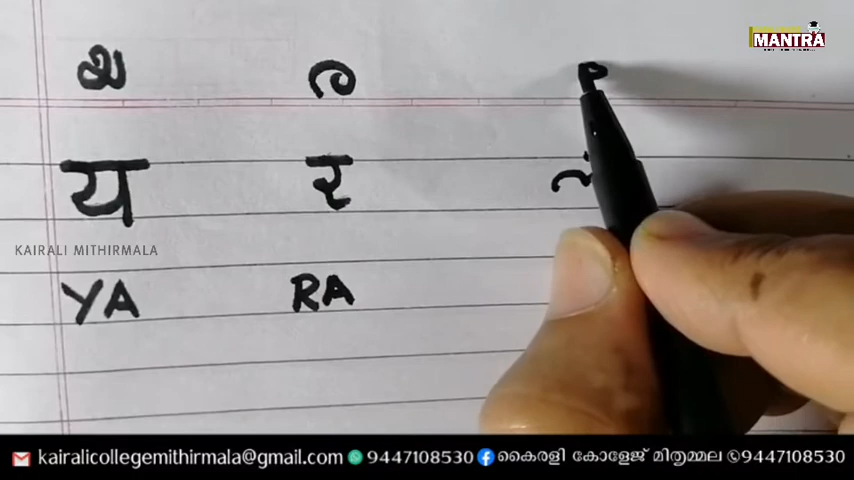 MANTRA
യ ര
य र
KAIRALI MITHIRMALA
YA RA
kairalicollegemithirmala@gmail.com 9447108530 കൈരളി കോളേജ് മിതൃമ്മല 9447108530